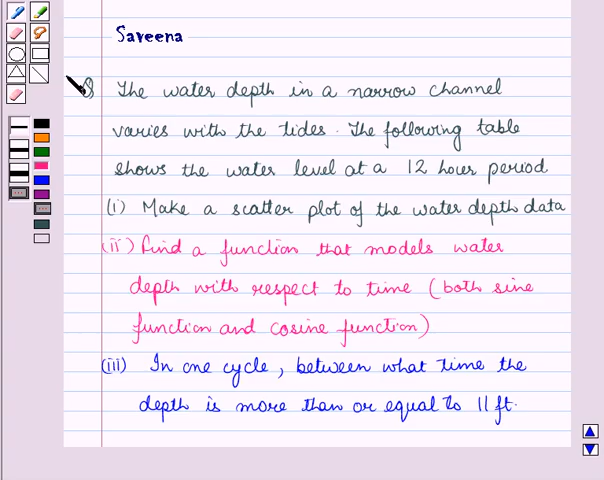 Saveena
Q The water depth in a narrow channel
varies with the tides. The following table
shows the water level at a 12 hour period
(i) Make a scatter plot of the water depth data
(ii) Find a function that models water
depth with respect to time (both sine
function and cosine function)
(iii) In one cycle, between what time the
depth is more than or equal to 11 ft.